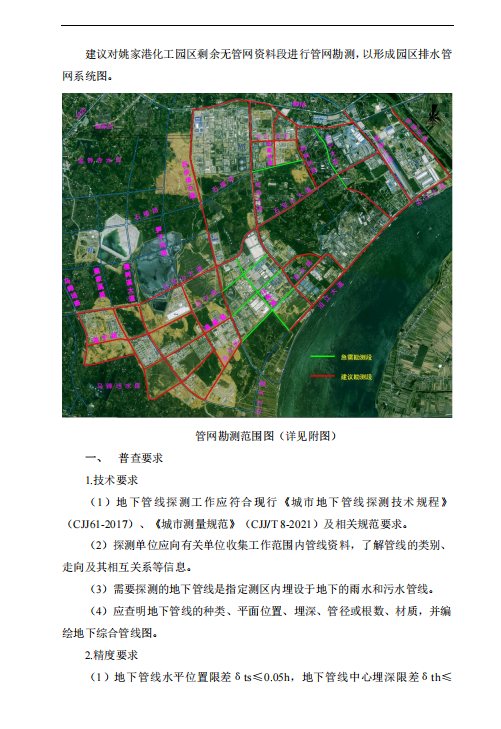 建议对姚家港化工园区剩余无管网资料段进行管网勘测，以形成园区排水管
网系统图。
急需勘测段
建议勘测段
管网勘测范围图（详见附图）
一、 普查要求
1.技术要求
（1）地下管线探测工作应符合现行《城市地下管线探测技术规程》
（CJJ61-2017）、《城市测量规范》（CJJ/T 8-2021）及相关规范要求。
（2）探测单位应向有关单位收集工作范围内管线资料，了解管线的类别、
走向及其相互关系等信息。
（3）需要探测的地下管线是指定测区内埋设于地下的雨水和污水管线。
（4）应查明地下管线的种类、平面位置、埋深、管径或根数、材质，并编
绘地下综合管线图。
2.精度要求
（1）地下管线水平位置限差δts≤0.05h，地下管线中心埋深限差δth≤